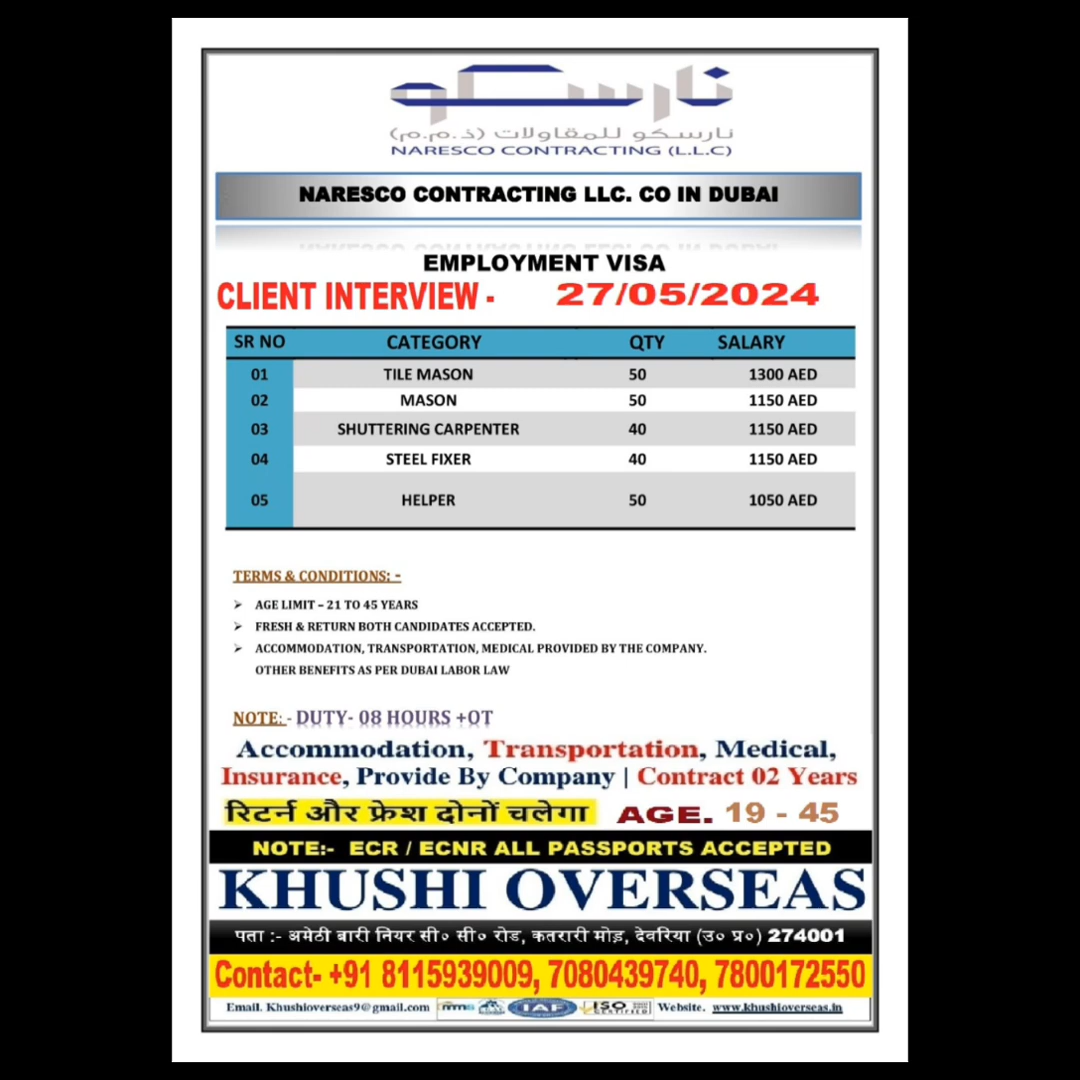 نارسكو
نارسكو للمقاولات (ذ.م.م)
NARESCO CONTRACTING (L.L.C)
NARESCO CONTRACTING LLC. CO IN DUBAI
EMPLOYMENT VISA
CLIENT INTERVIEW - 27/05/2024
SR NO CATEGORY QTY SALARY
01 TILE MASON 50 1300 AED
02 MASON 50 1150 AED
03 SHUTTERING CARPENTER 40 1150 AED
04 STEEL FIXER 40 1150 AED
05 HELPER 50 1050 AED
TERMS & CONDITIONS: -
➢ AGE LIMIT – 21 TO 45 YEARS
➢ FRESH & RETURN BOTH CANDIDATES ACCEPTED.
➢ ACCOMMODATION, TRANSPORTATION, MEDICAL PROVIDED BY THE COMPANY.
OTHER BENEFITS AS PER DUBAI LABOR LAW
NOTE: - DUTY- 08 HOURS +OT
Accommodation, Transportation, Medical,
Insurance, Provide By Company | Contract 02 Years
रिटर्न और फ्रेश दोनों चलेगा AGE. 19 - 45
NOTE:- ECR / ECNR ALL PASSPORTS ACCEPTED
KHUSHI OVERSEAS
पता :- अमेठी बारी नियर सी० सी० रोड, कतरारी मोड़, देवरिया (उ० प्र०) 274001
Contact- +91 8115939009, 7080439740, 7800172550
Email. Khushioverseas9@gmail.com IAF ISO CERTIFIED Website. www.khushioverseas.in